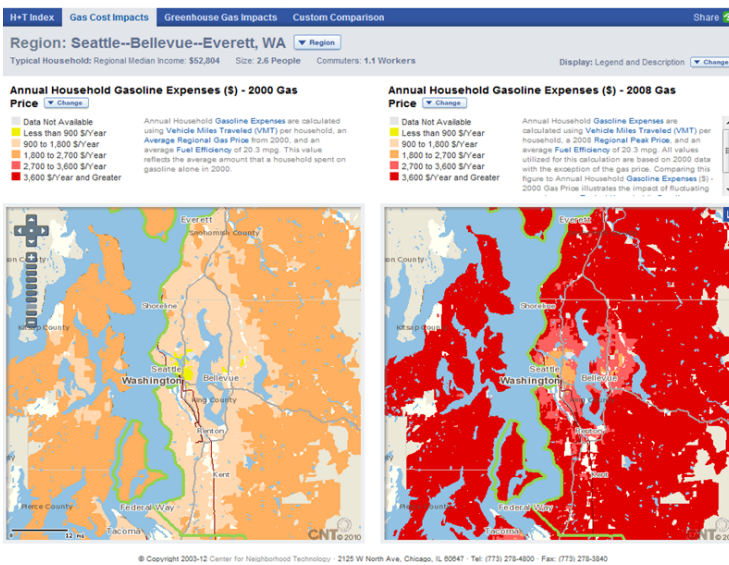 H+T Index Gas Cost Impacts Greenhouse Gas Impacts Custom Comparison Share
Region: Seattle--Bellevue--Everett, WA Region
Typical Household: Regional Median Income: $52,804 Size: 2.6 People Commuters: 1.1 Workers Display: Legend and Description Change
Annual Household Gasoline Expenses ($) - 2000 Gas
Price Change
Data Not Available
Less than 900 $/Year
900 to 1,800 $/Year
1,800 to 2,700 $/Year
2,700 to 3,600 $/Year
3,600 $/Year and Greater
Annual Household Gasoline Expenses are calculated
using Vehicle Miles Traveled (VMT) per household, an
Average Regional Gas Price from 2000, and an
average Fuel Efficiency of 20.3 mpg. This value
reflects the average amount that a household spent on
gasoline alone in 2000.
Annual Household Gasoline Expenses ($) - 2008 Gas
Price Change
Data Not Available
Less than 900 $/Year
900 to 1,800 $/Year
1,800 to 2,700 $/Year
2,700 to 3,600 $/Year
3,600 $/Year and Greater
Annual Household Gasoline Expenses are
calculated using Vehicle Miles Traveled (VMT) per
household, a 2008 Regional Peak Price, and an
average Fuel Efficiency of 20.3 mpg. All values
utilized for this calculation are based on 2000 data
with the exception of the gas price. Comparing this
figure to Annual Household Gasoline Expenses ($) -
2000 Gas Price illustrates the impact of fluctuating
Everett
Snohomish County
on County
Shoreline
Kitsap County
Seattle
Washington
Bellevue
King County
Renton
Kent
Pierce County
Federal Way
Tacoma
0 12 Mi
CNT © 2010
Everett
on County
Shoreline
Kitsap Coun
Seattle
Washington
Bellevue
King County
Renton
Kent
Pierce County
Federal Way
Tacoma
CNT © 2010
© Copyright 2003-12 Center for Neighborhood Technology · 2125 W North Ave, Chicago, IL 60647 · Tel: (773) 278-4800 · Fax: (773) 278-3840